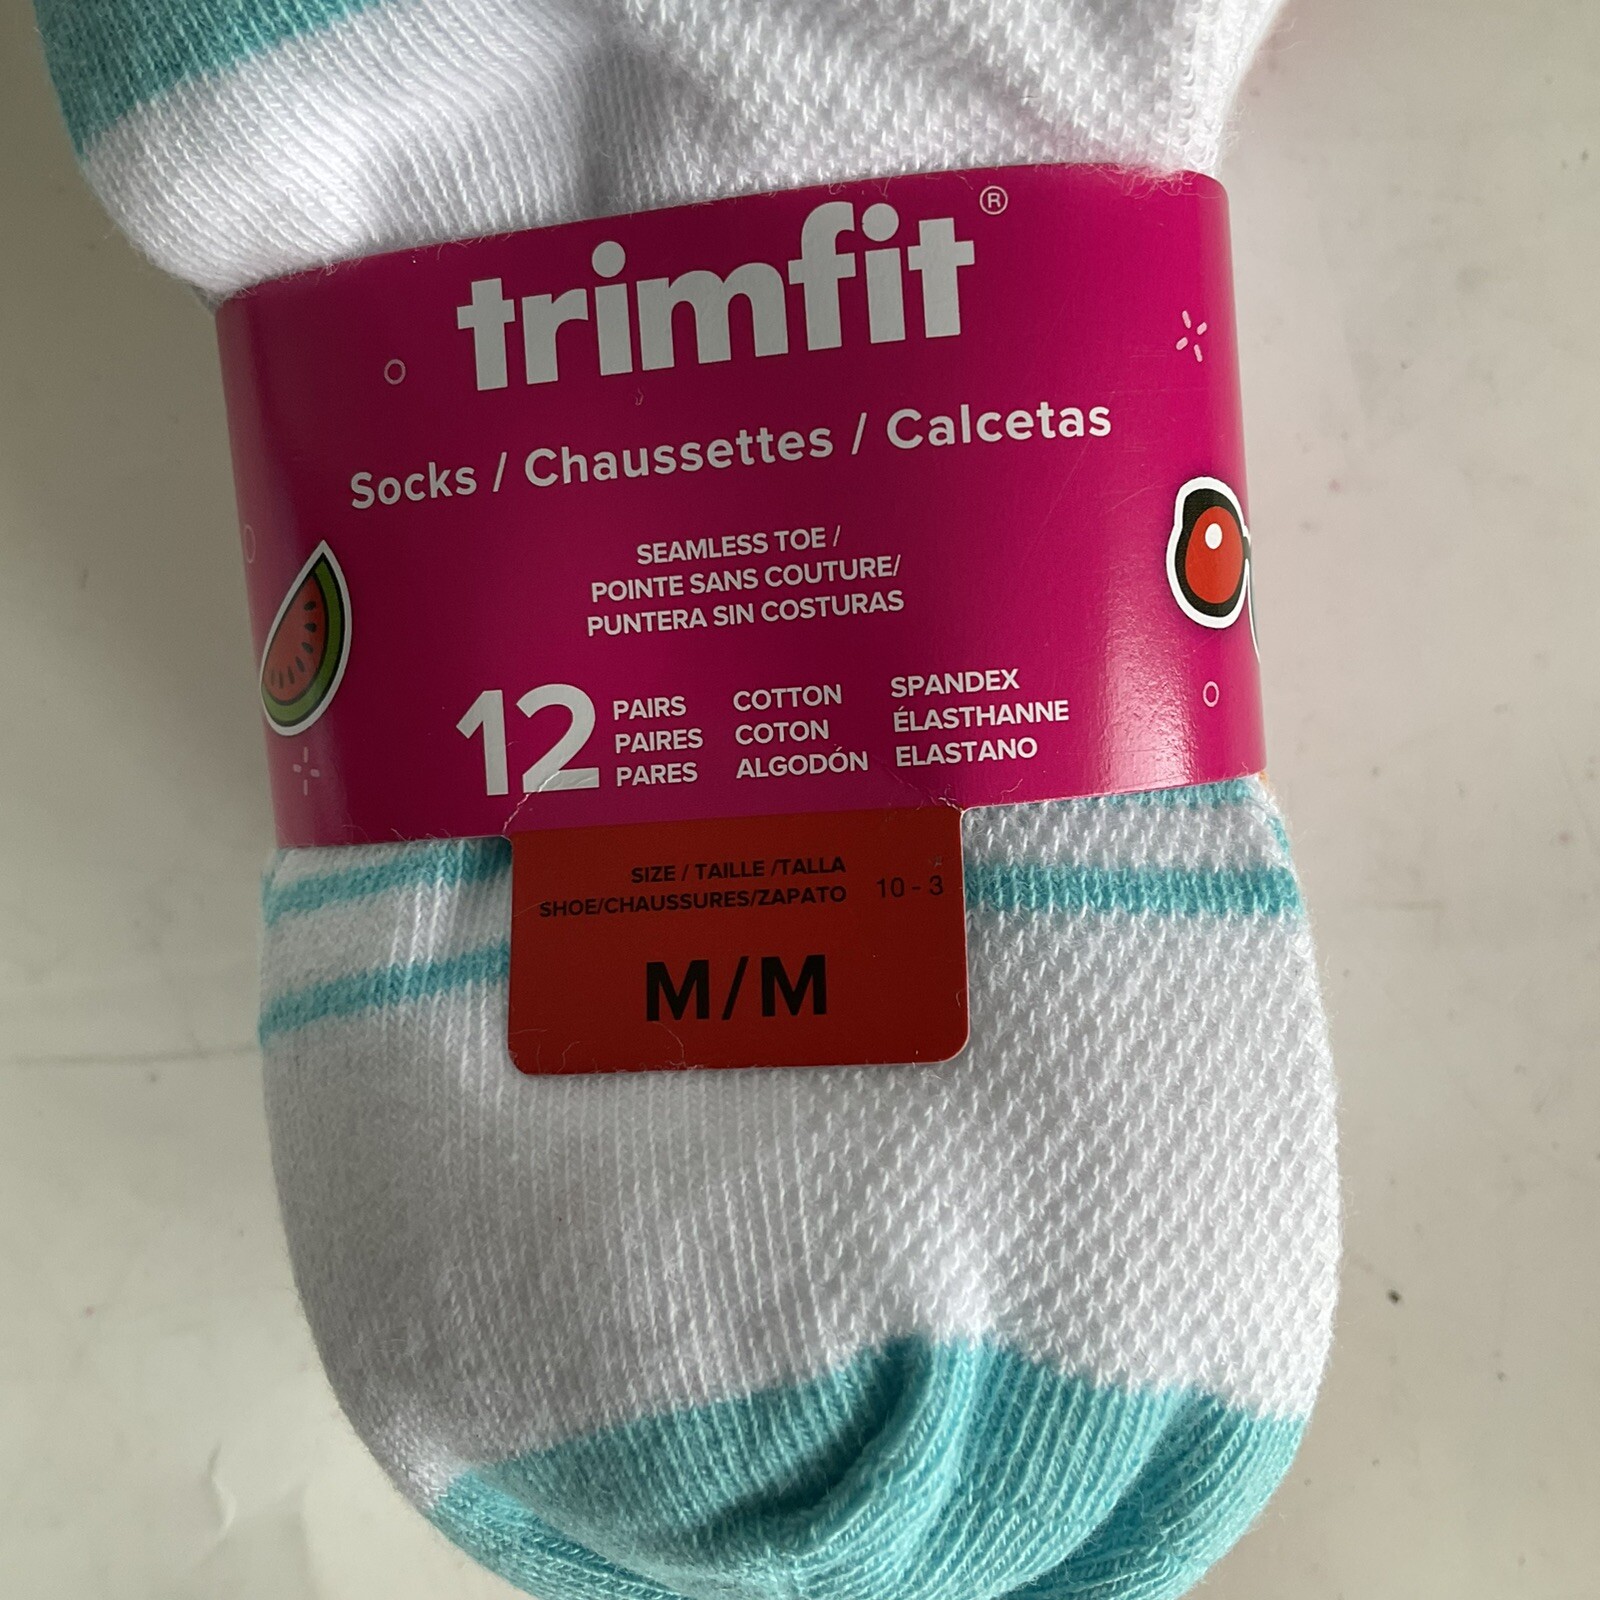 trimfit®
Socks / Chaussettes / Calcetas
SEAMLESS TOE /
POINTE SANS COUTURE/
PUNTERA SIN COSTURAS
12
PAIRS
PAIRES
PARES
COTTON
COTON
ALGODÓN
SPANDEX
ÉLASTHANNE
ELASTANO
SIZE / TAILLE /TALLA
SHOE/CHAUSSURES/ZAPATO 10 - 3
M/M